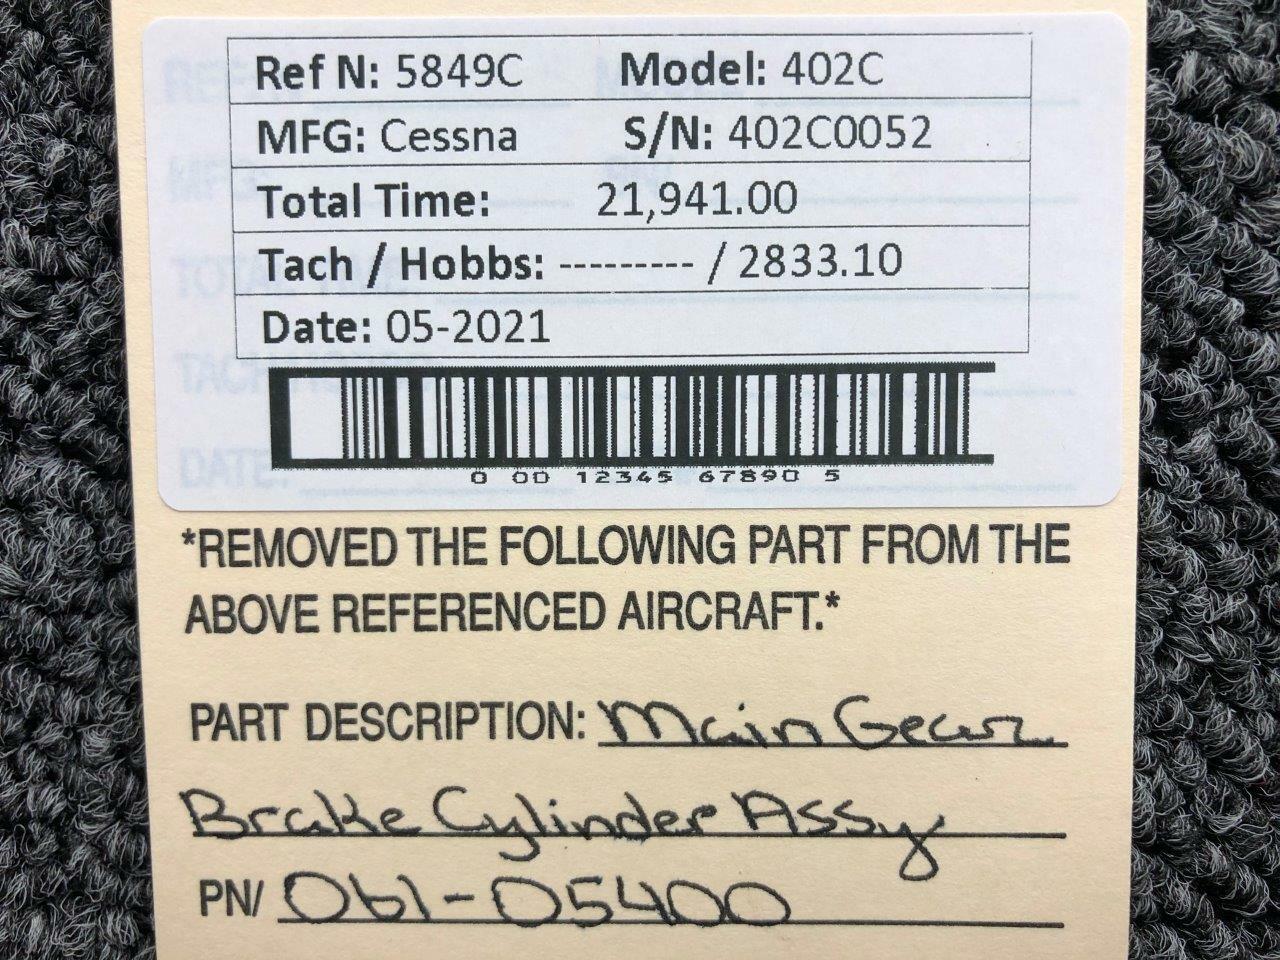 Ref N: 5849C Model: 402C
MFG: Cessna S/N: 402C0052
Total Time: 21,941.00
Tach / Hobbs: --------- / 2833.10
Date: 05-2021
0 00 12345 67890 5
*REMOVED THE FOLLOWING PART FROM THE
ABOVE REFERENCED AIRCRAFT.*
PART DESCRIPTION: Main Gear
Brake Cylinder Assy
PN/ 061-05400